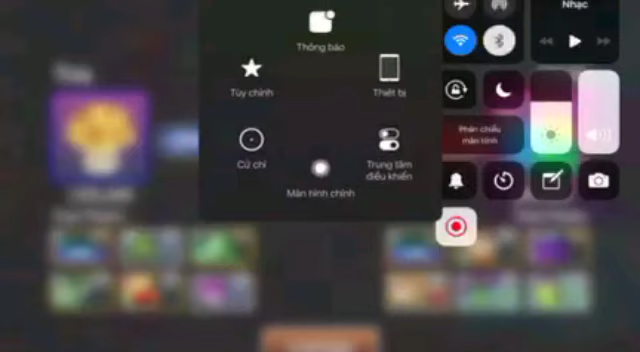 Nhạc
Thông báo
Tùy chỉnh
Thiết bị
Phản chiếu
màn hình
Cử chỉ
Trung tâm
điều khiển
Màn hình chính